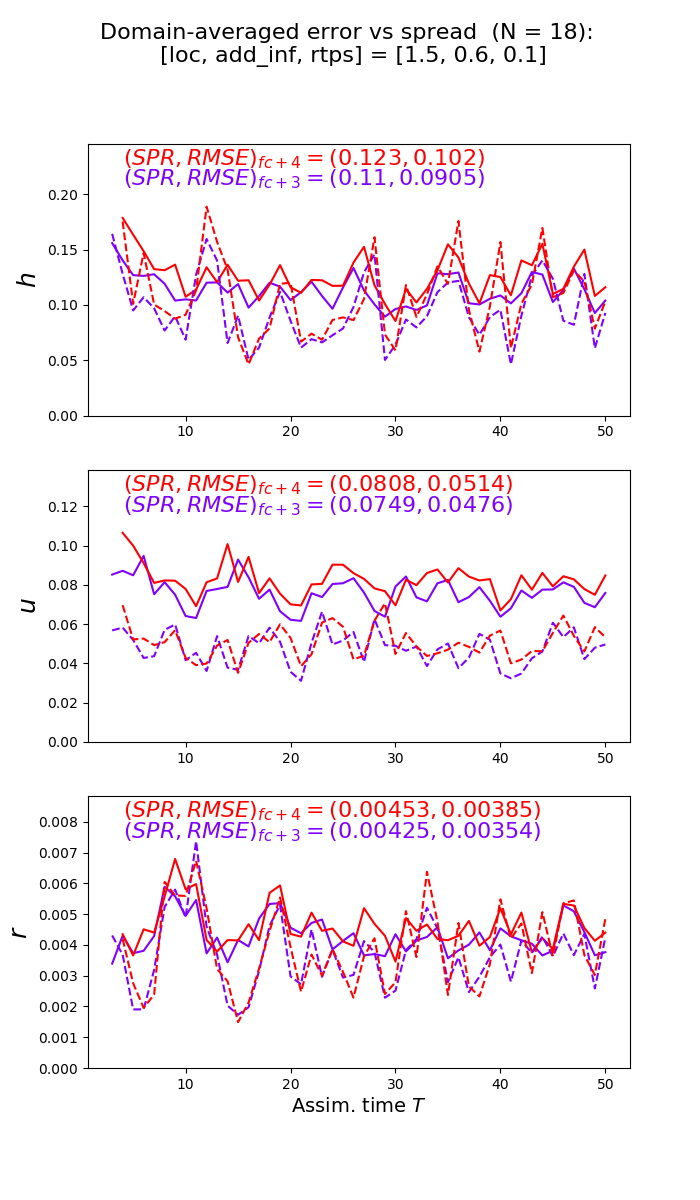 Domain-averaged error vs spread (N = 18):
[loc, add_inf, rtps] = [1.5, 0.6, 0.1]
(SPR, RMSE)fc+4 = (0.123, 0.102)
(SPR, RMSE)fc+3 = (0.11, 0.0905)
0.20
0.15
0.10
0.05
0.00
h
10 20 30 40 50
(SPR, RMSE)fc+4 = (0.0808, 0.0514)
(SPR, RMSE)fc+3 = (0.0749, 0.0476)
0.12
0.10
0.08
0.06
0.04
0.02
0.00
u
10 20 30 40 50
(SPR, RMSE)fc+4 = (0.00453, 0.00385)
(SPR, RMSE)fc+3 = (0.00425, 0.00354)
0.008
0.007
0.006
0.005
0.004
0.003
0.002
0.001
0.000
r
10 20 30 40 50
Assim. time T